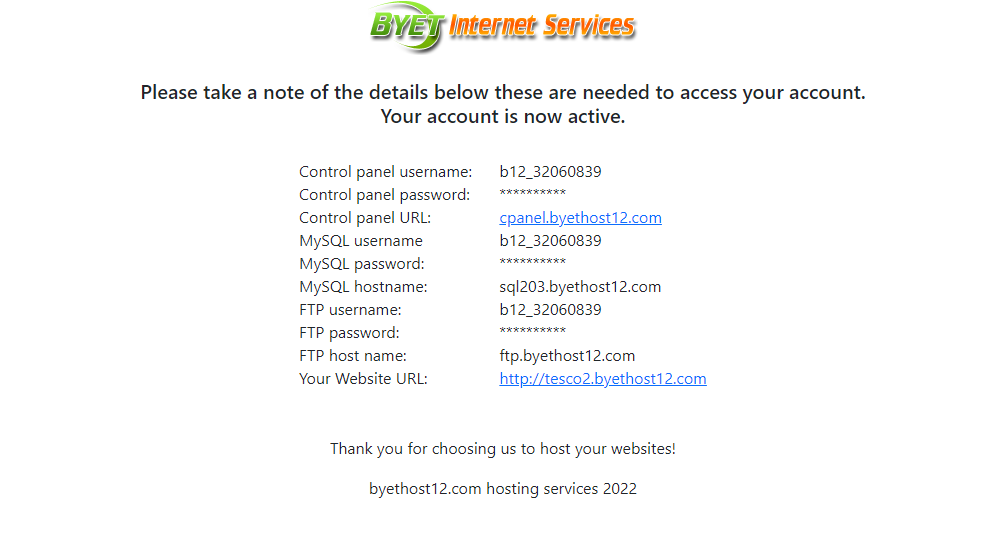 BYET Internet Services
Please take a note of the details below these are needed to access your account.
Your account is now active.
Control panel username: b12_32060839
Control panel password: **********
Control panel URL: cpanel.byethost12.com
MySQL username b12_32060839
MySQL password: **********
MySQL hostname: sql203.byethost12.com
FTP username: b12_32060839
FTP password: **********
FTP host name: ftp.byethost12.com
Your Website URL: http://tesco2.byethost12.com
Thank you for choosing us to host your websites!
byethost12.com hosting services 2022